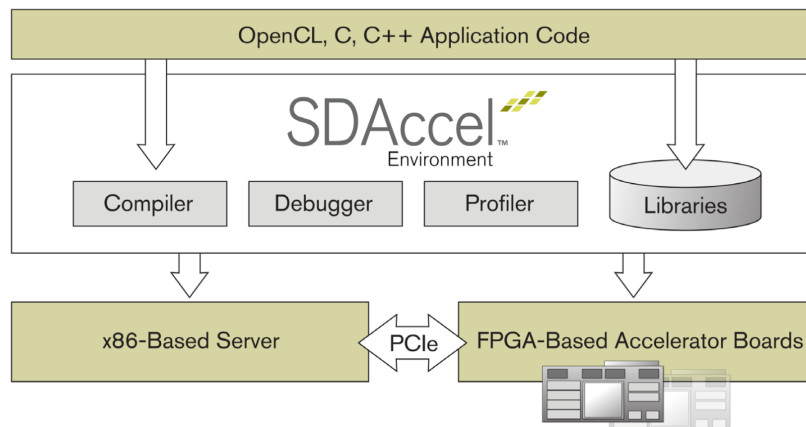 OpenCL, C, C++ Application Code
SDAccel™
Environment
Compiler
Debugger
Profiler
Libraries
x86-Based Server
PCIe
FPGA-Based Accelerator Boards